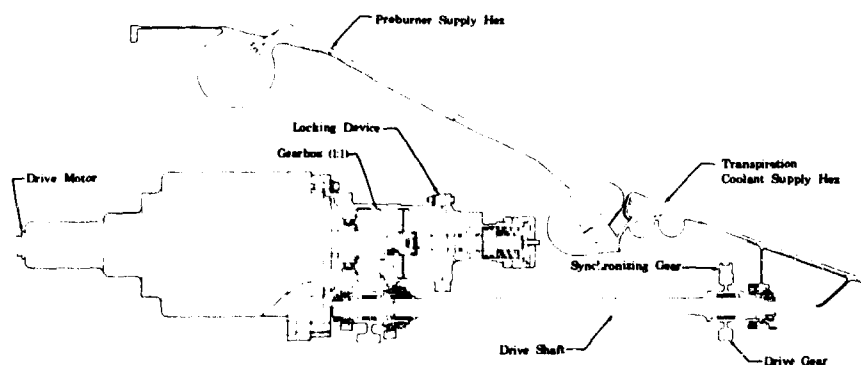 Preburner Supply Hex
Locking Device
Gearbox (1:1)
Drive Motor
Transpiration
Coolant Supply Hex
Synchronizing Gear
Drive Shaft
Drive Gear